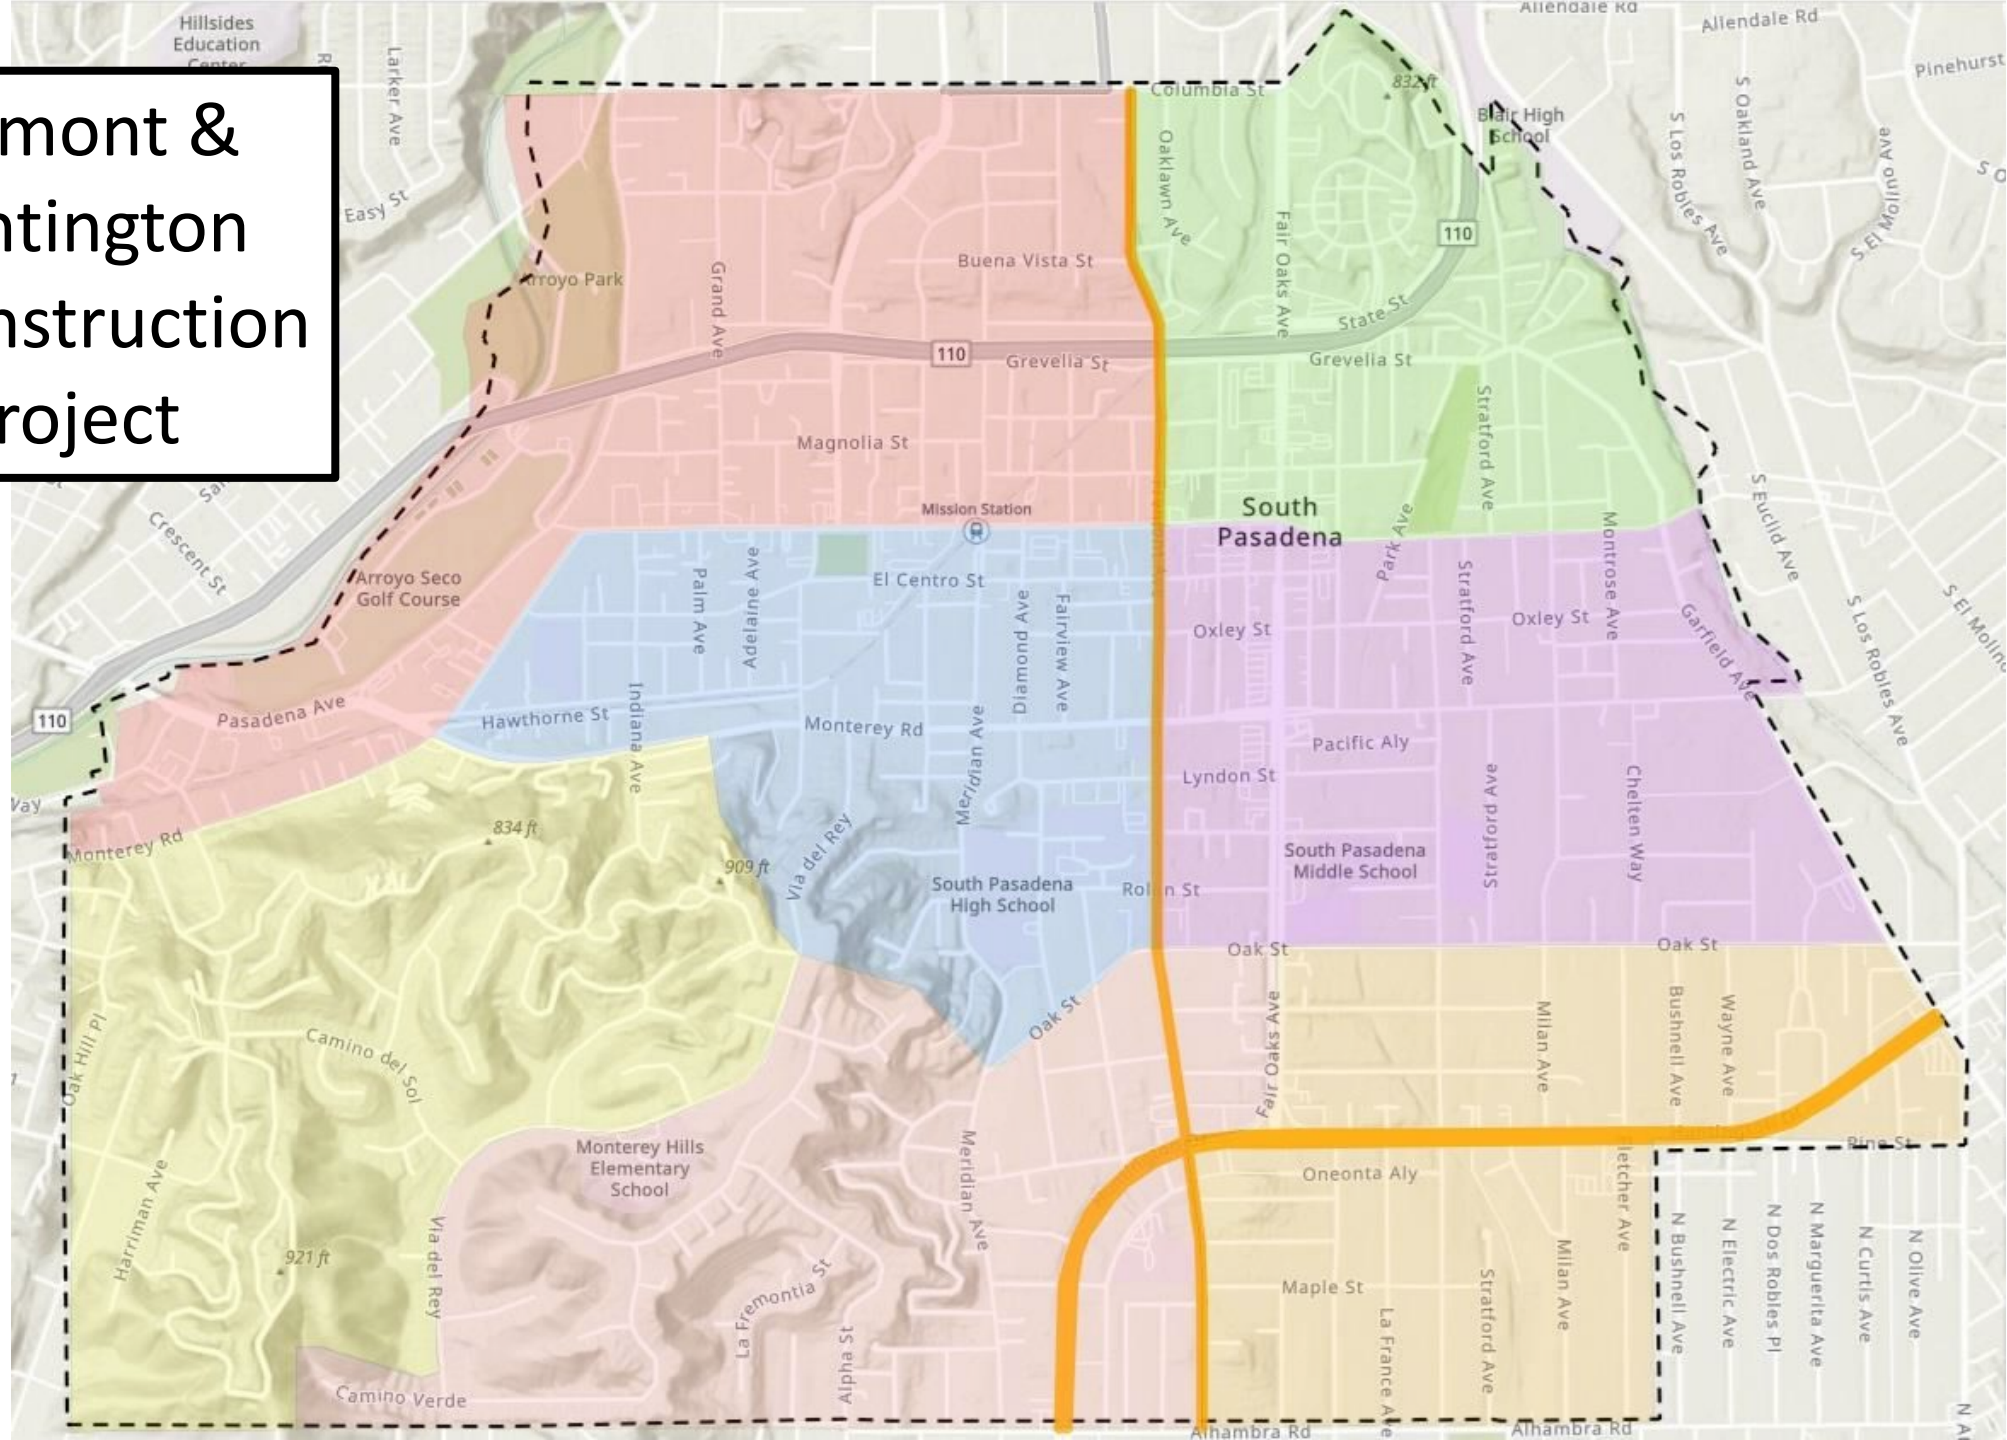 mont &
ntington
nstruction
roject
Hillsides
Education
Center
Larker Ave
Easy St
Crescent St
110
Arroyo Park
Arroyo Seco
Golf Course
Pasadena Ave
Monterey Rd
Grand Ave
Buena Vista St
110
Grevelia St
Magnolia St
Mission Station
Columbia St
Oaklawn Ave
Fair Oaks Ave
832 ft
Blair High
School
110
State St
Grevelia St
Stratford Ave
South
Pasadena
Park Ave
Allendale Rd
Allendale Rd
Pinehurst
S Los Robles Ave
S Oakland Ave
S El Molino Ave
S Euclid Ave
S Los Robles Ave
S El Molino
El Centro St
Palm Ave
Adelaine Ave
Diamond Ave
Fairview Ave
Hawthorne St
Indiana Ave
Monterey Rd
Meridian Ave
Via del Rey
South Pasadena
High School
Rollin St
Oak St
Oxley St
Oxley St
Stratford Ave
Montrose Ave
Garfield Ave
Pacific Aly
Lyndon St
South Pasadena
Middle School
Stratford Ave
Chelten Way
Oak St
Oak St
834 ft
909 ft
Oak Hill Pl
Camino del Sol
Harriman Ave
921 ft
Via del Rey
Monterey Hills
Elementary
School
La Fremontia St
Alpha St
Camino Verde
Meridian Ave
Fair Oaks Ave
Milan Ave
Bushnell Ave
Wayne Ave
Pine St
Oneonta Aly
Fletcher Ave
Maple St
La France Ave
Stratford Ave
Milan Ave
Alhambra Rd
Alhambra Rd
N Bushnell Ave
N Electric Ave
N Dos Robles Pl
N Marguerita Ave
N Curtis Ave
N Olive Ave